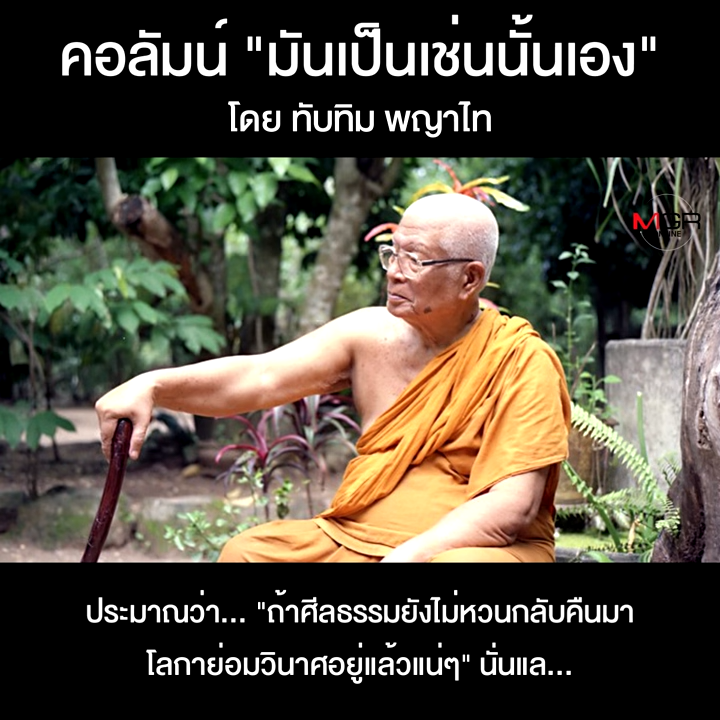 คอลัมน์ "มันเป็นเช่นนั้นเอง"
โดย ทับทิม พญาไท
MGR
ONLINE
ประมาณว่า... "ถ้าศีลธรรมยังไม่หวนกลับคืนมา
โลกาย่อมวินาศอยู่แล้วแน่ๆ" นั่นแล...